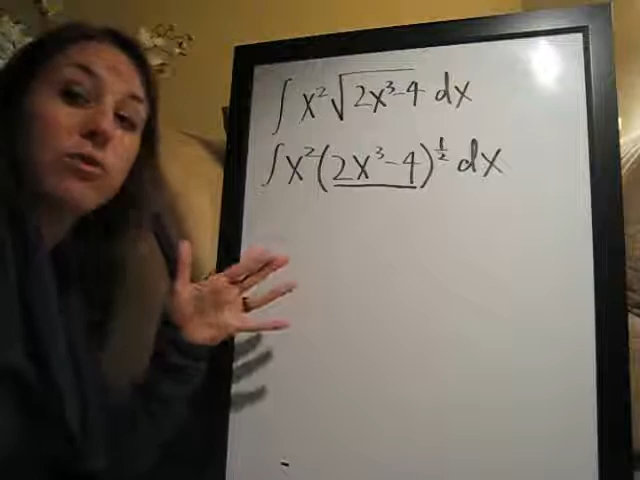 ∫ x² √(2x³-4) dx
∫ x² (2x³-4)^½ dx